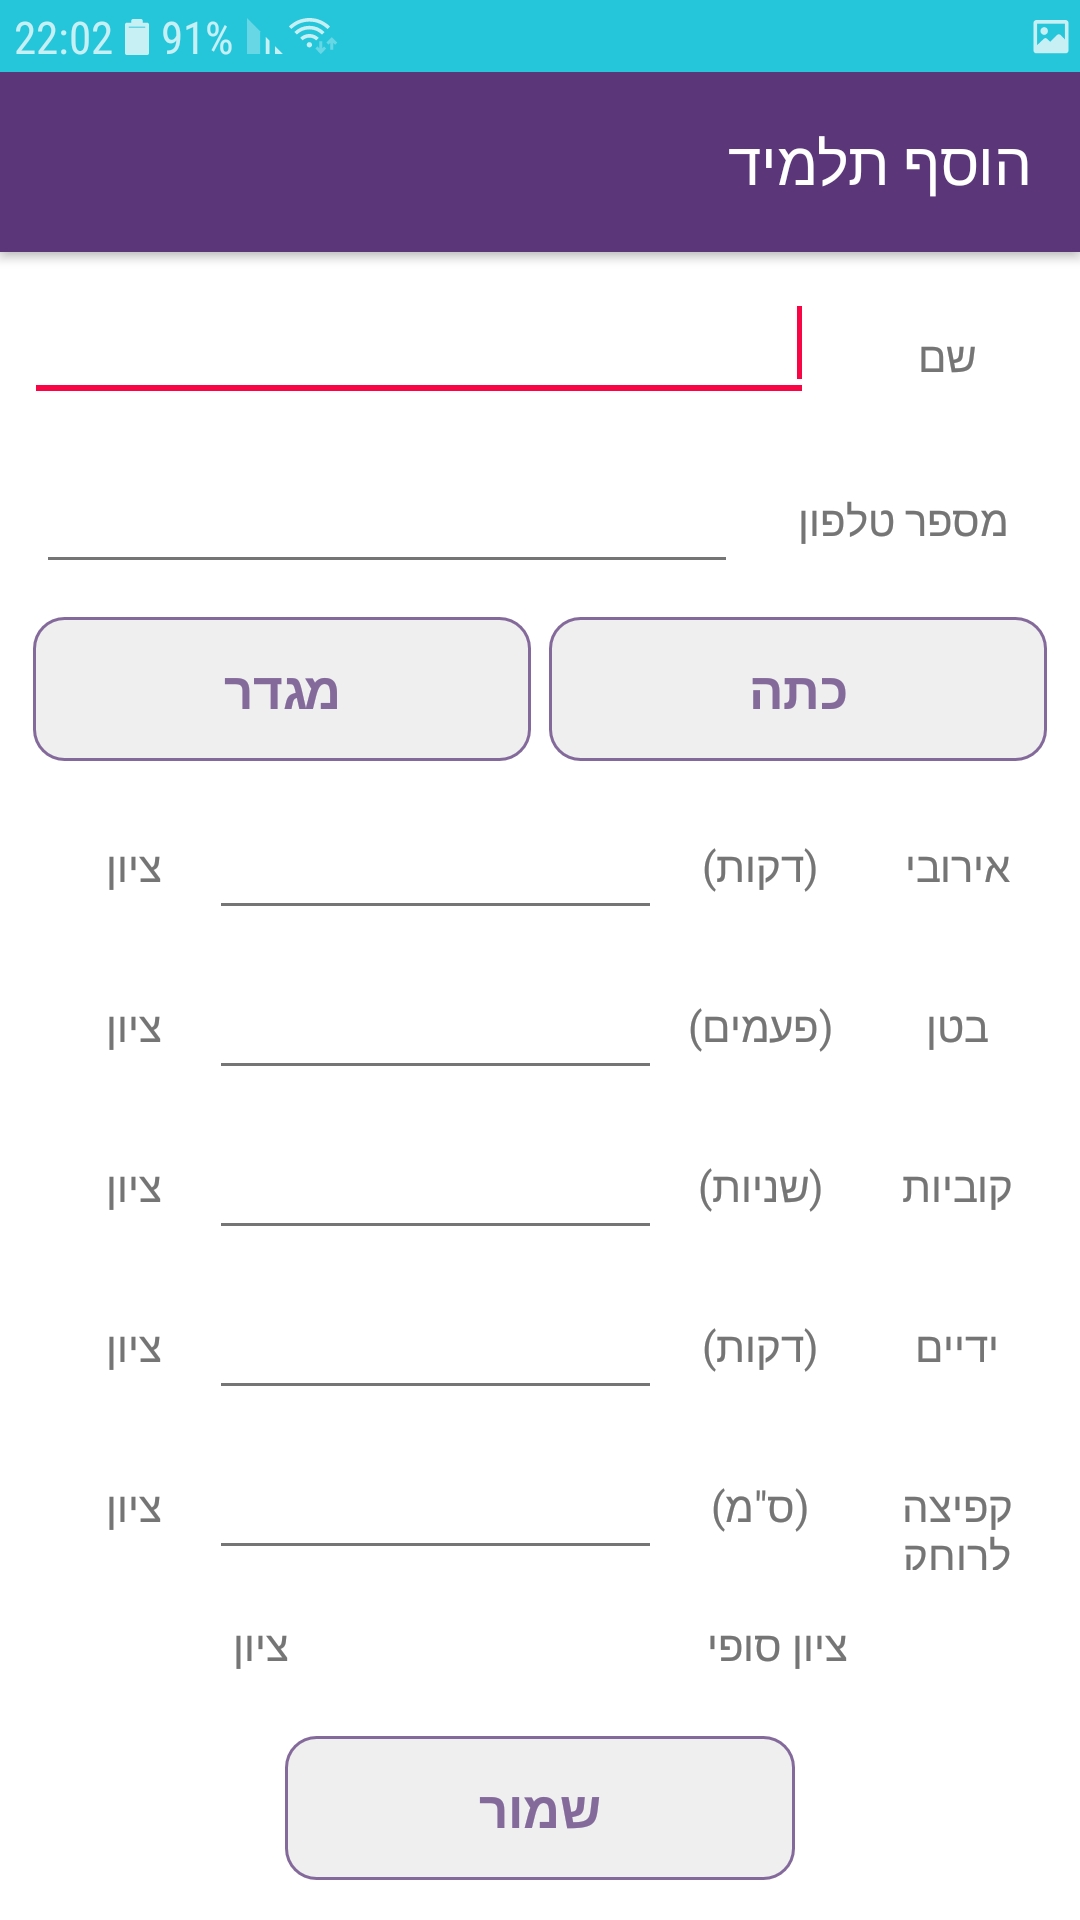 22:02 91%
הוסף תלמיד
שם
מספר טלפון
כתה מגדר
אירובי (דקות) ציון
בטן (פעמים) ציון
קוביות (שניות) ציון
ידיים (דקות) ציון
קפיצה (ס"מ) ציון
לרוחק
ציון סופי ציון
שמור